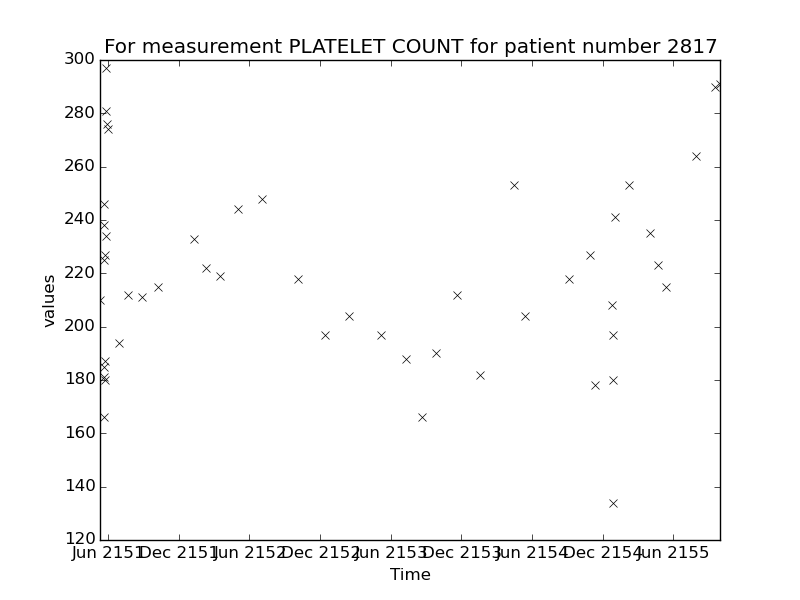 For measurement PLATELET COUNT for patient number 2817
300
280
260
240
220
200
180
160
140
120
values
Jun 2151 Dec 2151 Jun 2152 Dec 2152 Jun 2153 Dec 2153 Jun 2154 Dec 2154 Jun 2155
Time